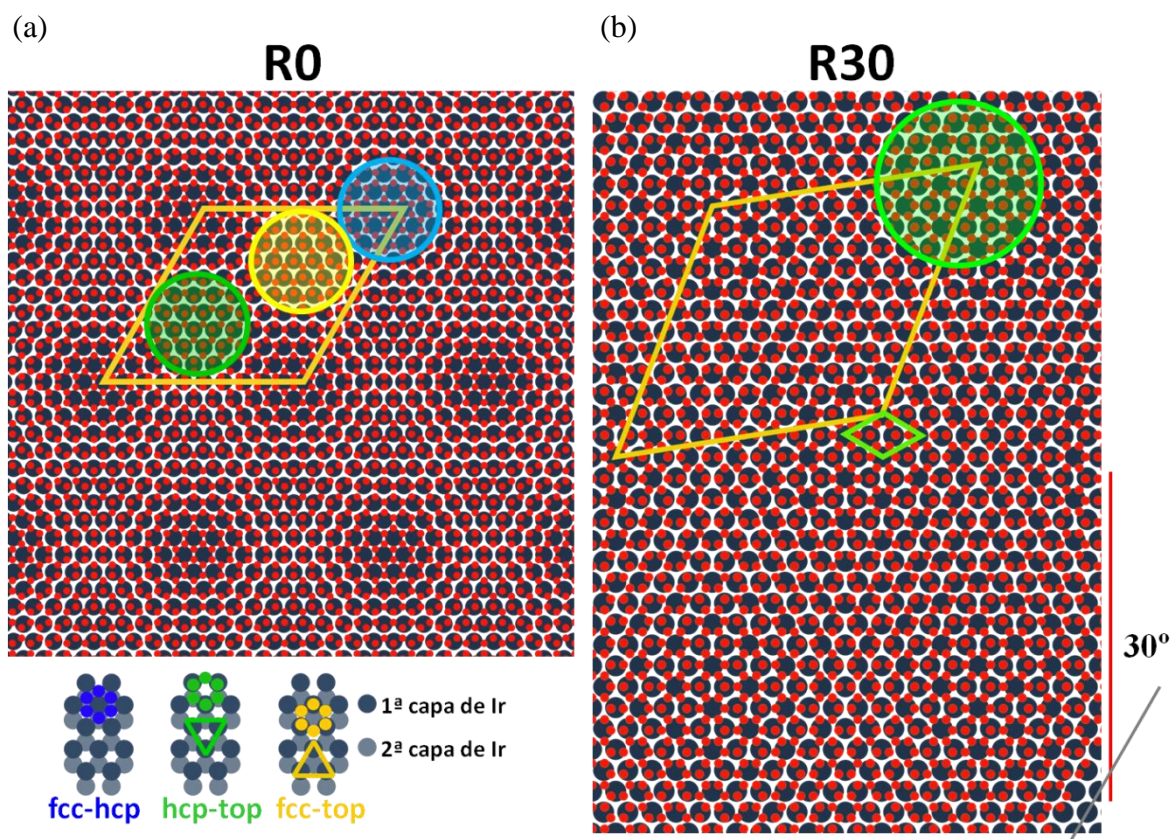 (a)
R0
(b)
R30
1ª capa de Ir
2ª capa de Ir
fcc-hcp hcp-top fcc-top
30º